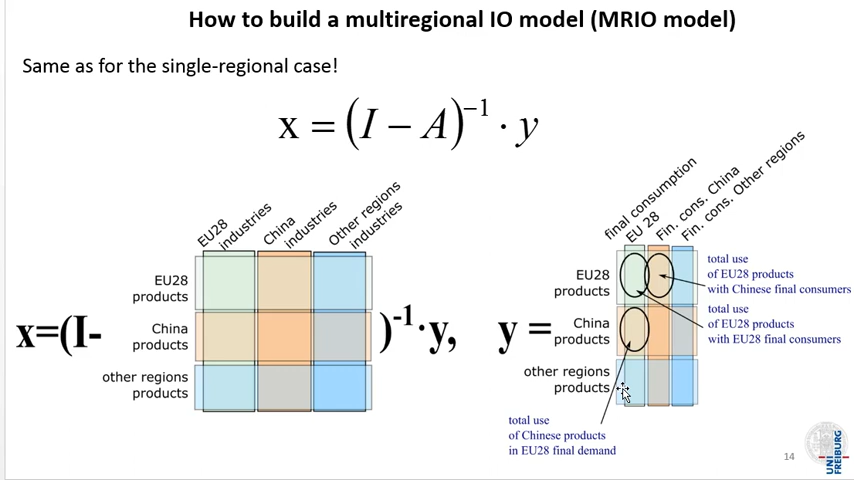 How to build a multiregional IO model (MRIO model)
Same as for the single-regional case!
x = (I − A)⁻¹ · y
EU28
industries
China
industries
Other regions
industries
EU28
products
China
products
other regions
products
x=(I-
)⁻¹·y,
y =
final consumption
EU 28
Fin. cons. China
Fin. cons. Other regions
EU28
products
China
products
other regions
products
total use
of EU28 products
with Chinese final consumers
total use
of EU28 products
with EU28 final consumers
total use
of Chinese products
in EU28 final demand
14
UNI
FREIBURG